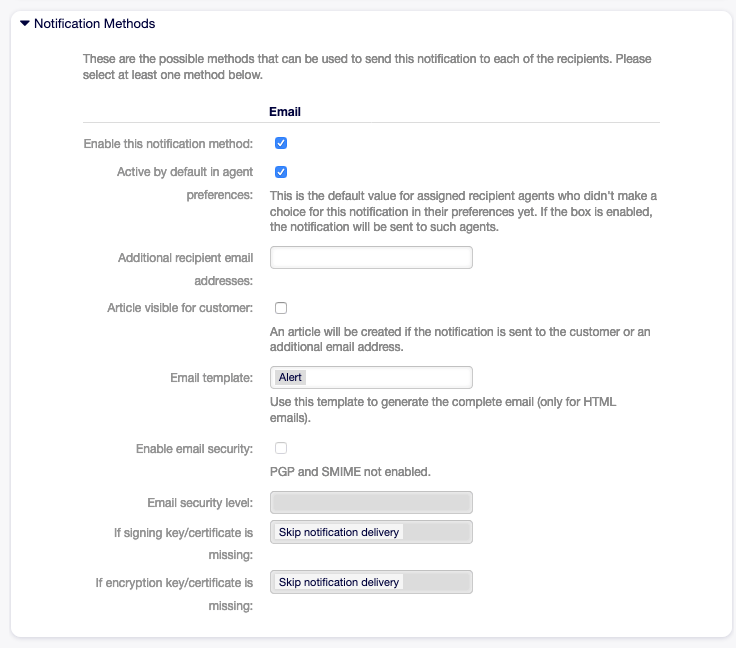 Notification Methods
These are the possible methods that can be used to send this notification to each of the recipients. Please
select at least one method below.
Email
Enable this notification method:
Active by default in agent
preferences:
This is the default value for assigned recipient agents who didn't make a
choice for this notification in their preferences yet. If the box is enabled,
the notification will be sent to such agents.
Additional recipient email
addresses:
Article visible for customer:
An article will be created if the notification is sent to the customer or an
additional email address.
Email template:
Alert
Use this template to generate the complete email (only for HTML
emails).
Enable email security:
PGP and SMIME not enabled.
Email security level:
If signing key/certificate is
missing:
Skip notification delivery
If encryption key/certificate is
missing:
Skip notification delivery